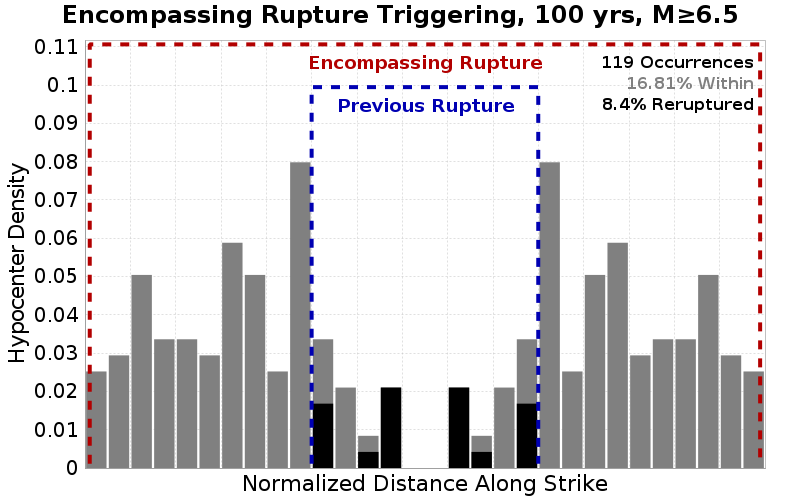 Encompassing Rupture Triggering, 100 yrs, M≥6.5
0.11
0.1
0.09
0.08
0.07
0.06
0.05
0.04
0.03
0.02
0.01
0
Hypocenter Density
Encompassing Rupture
Previous Rupture
119 Occurrences
16.81% Within
8.4% Reruptured
Normalized Distance Along Strike